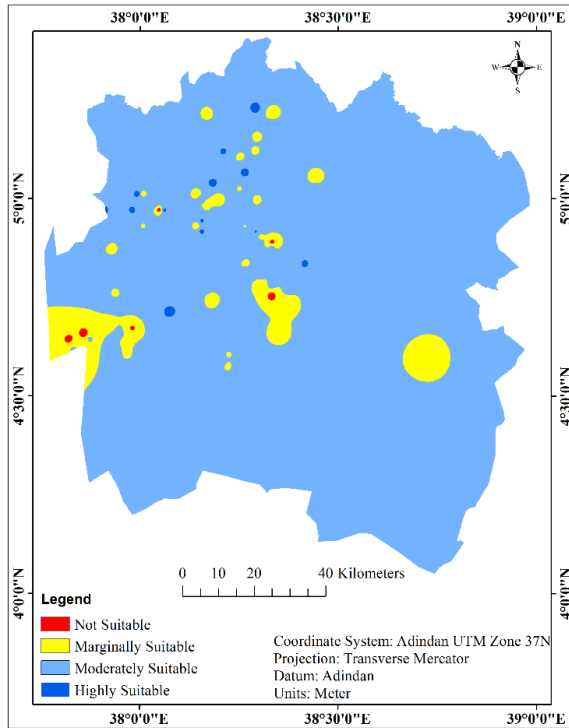 38°0'0"E 38°30'0"E 39°0'0"E
N
W E
S
5°0'0"N 5°0'0"N
4°30'0"N 4°30'0"N
4°0'0"N 4°0'0"N
0 10 20 40 Kilometers
Legend
Not Suitable
Marginally Suitable
Moderately Suitable
Highly Suitable
Coordinate System: Adindan UTM Zone 37N
Projection: Transverse Mercator
Datum: Adindan
Units: Meter
38°0'0"E 38°30'0"E 39°0'0"E